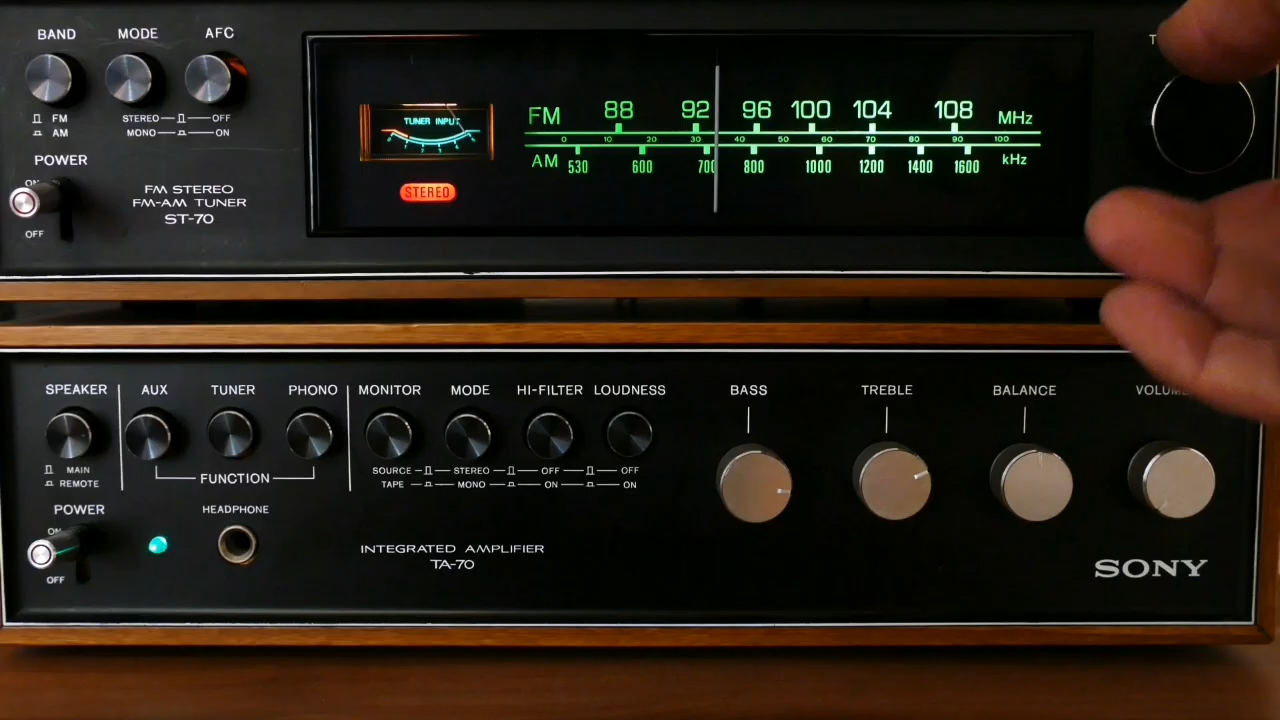 BAND MODE AFC
FM STEREO OFF
AM MONO ON
POWER
ON
OFF
FM STEREO
FM-AM TUNER
ST-70
TUNER INPUT
STEREO
FM 88 92 96 100 104 108 MHz
0 10 20 30 40 50 60 70 80 90 100
AM 530 600 700 800 1000 1200 1400 1600 kHz
SPEAKER AUX TUNER PHONO MONITOR MODE HI-FILTER LOUDNESS BASS TREBLE BALANCE
MAIN
REMOTE
FUNCTION
SOURCE STEREO OFF OFF
TAPE MONO ON ON
POWER
ON
OFF
HEADPHONE
INTEGRATED AMPLIFIER
TA-70
SONY